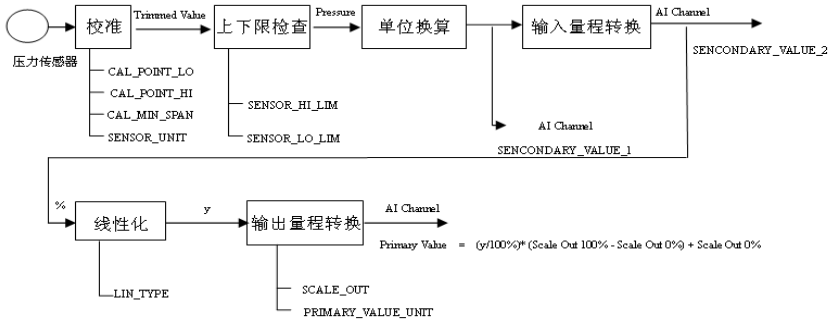 校准
Trimmed Value
上下限检查
Pressure
单位换算
输入量程转换
AI Channel
压力传感器
SENCONDARY_VALUE_2
CAL_POINT_LO
CAL_POINT_HI
CAL_MIN_SPAN
SENSOR_UNIT
SENSOR_HI_LIM
SENSOR_LO_LIM
AI Channel
SENCONDARY_VALUE_1
%
线性化
y
输出量程转换
AI Channel
Primary Value = (y/100%)* (Scale Out 100% - Scale Out 0%) + Scale Out 0%
LIN_TYPE
SCALE_OUT
PRIMARY_VALUE_UNIT